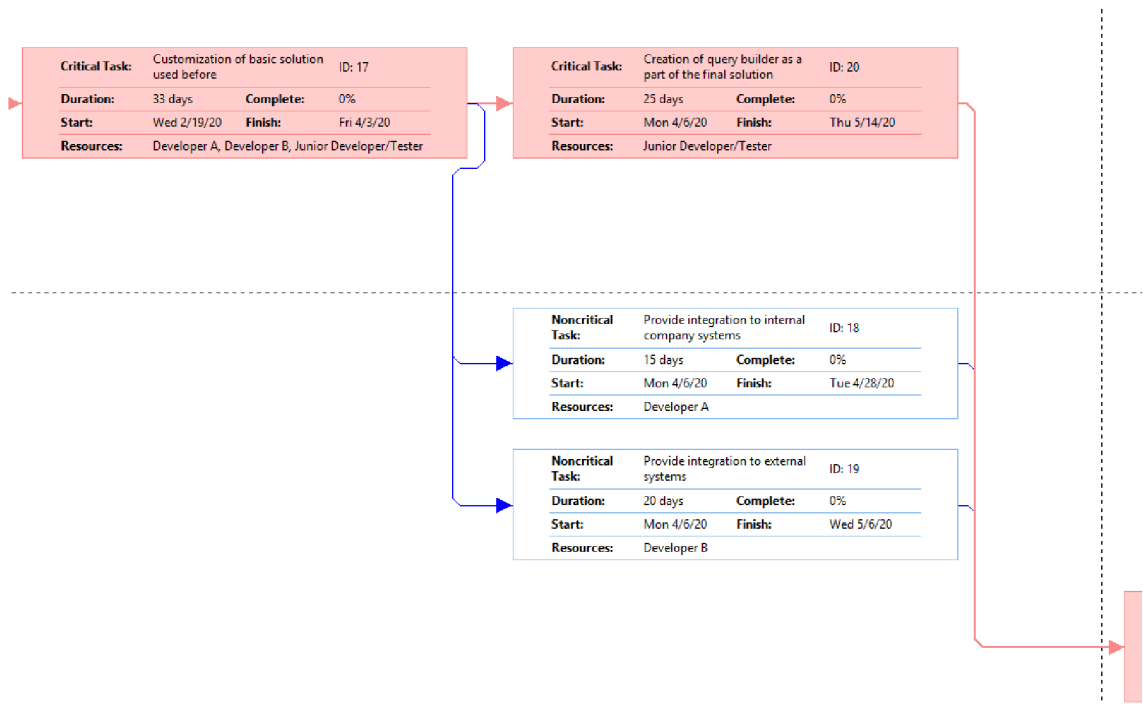 Critical Task: Customization of basic solution used before ID: 17
Duration: 33 days Complete: 0%
Start: Wed 2/19/20 Finish: Fri 4/3/20
Resources: Developer A, Developer B, Junior Developer/Tester
Critical Task: Creation of query builder as a part of the final solution ID: 20
Duration: 25 days Complete: 0%
Start: Mon 4/6/20 Finish: Thu 5/14/20
Resources: Junior Developer/Tester
Noncritical Task: Provide integration to internal company systems ID: 18
Duration: 15 days Complete: 0%
Start: Mon 4/6/20 Finish: Tue 4/28/20
Resources: Developer A
Noncritical Task: Provide integration to external systems ID: 19
Duration: 20 days Complete: 0%
Start: Mon 4/6/20 Finish: Wed 5/6/20
Resources: Developer B